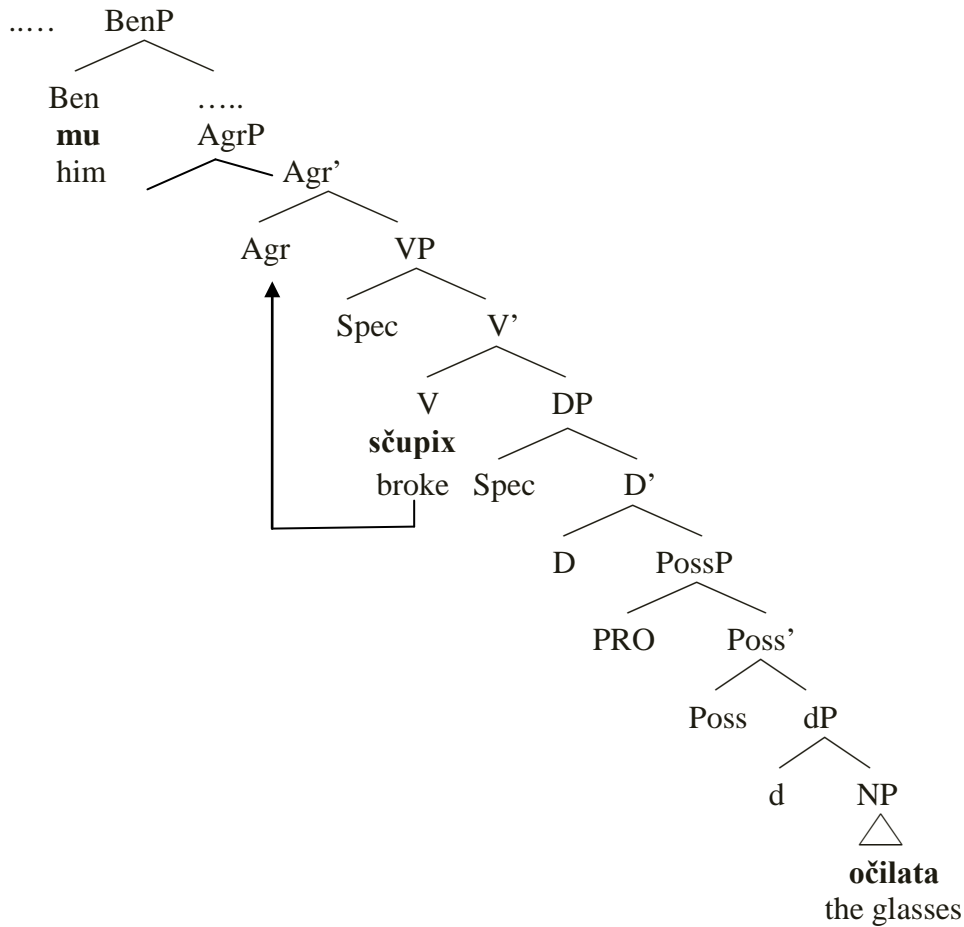 ..… BenP
Ben …..
mu AgrP
him Agr’
Agr VP
Spec V’
V DP
sčupix
broke Spec D’
D PossP
PRO Poss’
Poss dP
d NP
očilata
the glasses